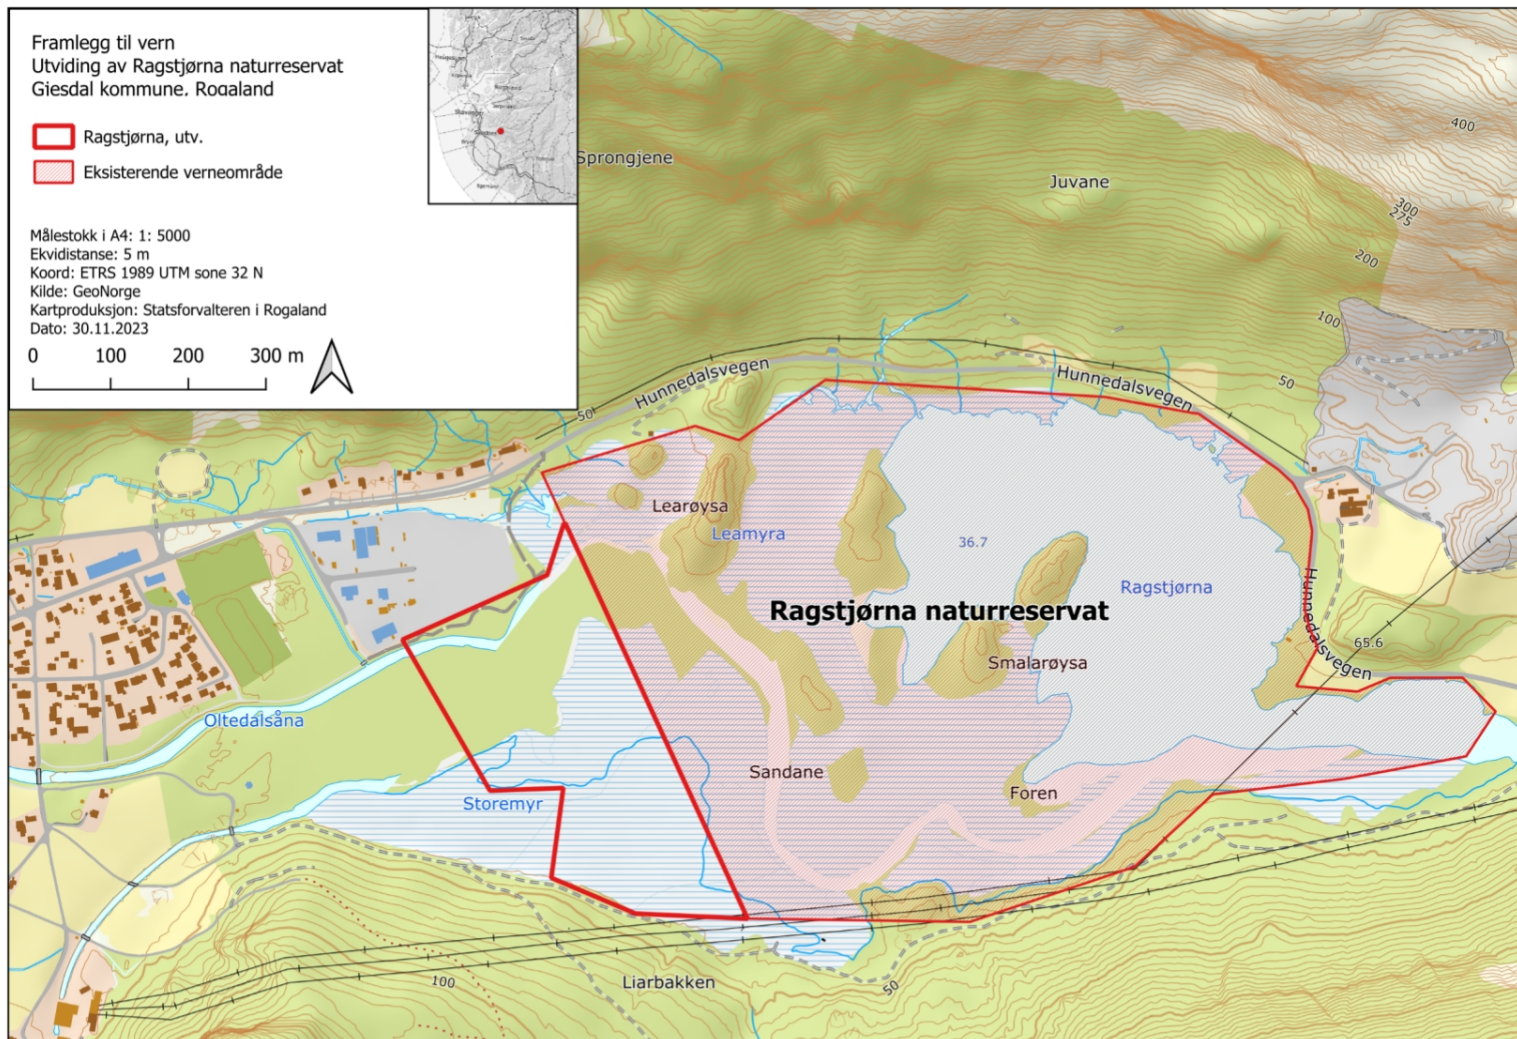 Framlegg til vern
Utviding av Ragstjørna naturreservat
Gjesdal kommune, Rogaland
Ragstjørna, utv.
Eksisterende verneområde
Målestokk i A4: 1: 5000
Ekvidistanse: 5 m
Koord: ETRS 1989 UTM sone 32 N
Kilde: GeoNorge
Kartproduksjon: Statsforvalteren i Rogaland
Dato: 30.11.2023
0 100 200 300 m
Sprongjene
Juvane
400
300
275
200
100
50
Hunnedalsvegen
Hunnedalsvegen
50
Learøysa
Leamyra
36.7
Ragstjørna
Ragstjørna naturreservat
Hunnedalsvegen
65.6
Smalarøysa
Oltedalsåna
Storemyr
Sandane
Foren
Liarbakken
100
50